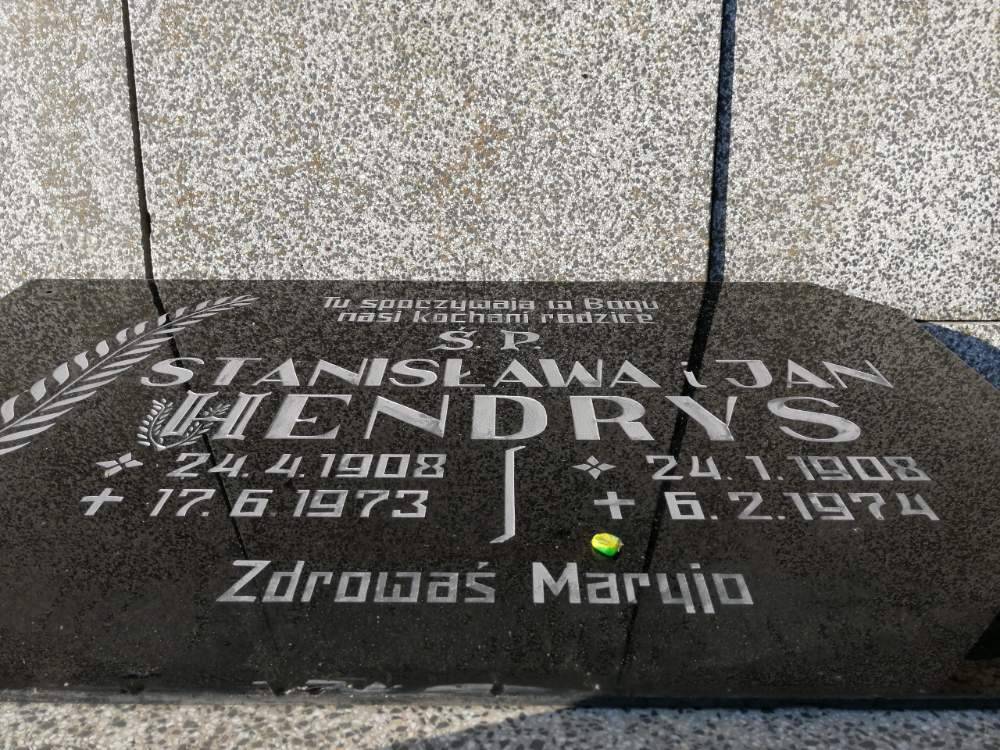 Tu spoczywają w Bogu
nasi kochani rodzice
Ś.P.
STANISŁAWA i JAN
HENDRYS
24.4.1908 24.1.1908
17.6.1973 6.2.1974
Zdrowaś Maryjo